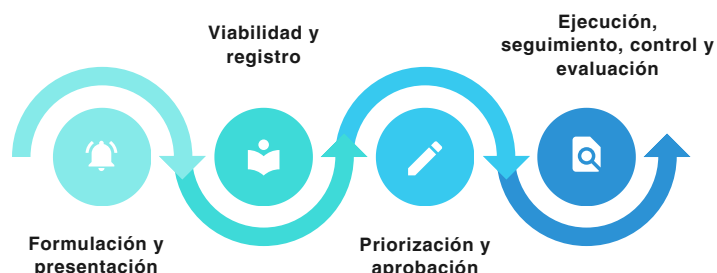 Formulación y
presentación
Viabilidad y
registro
Priorización y
aprobación
Ejecución,
seguimiento, control y
evaluación